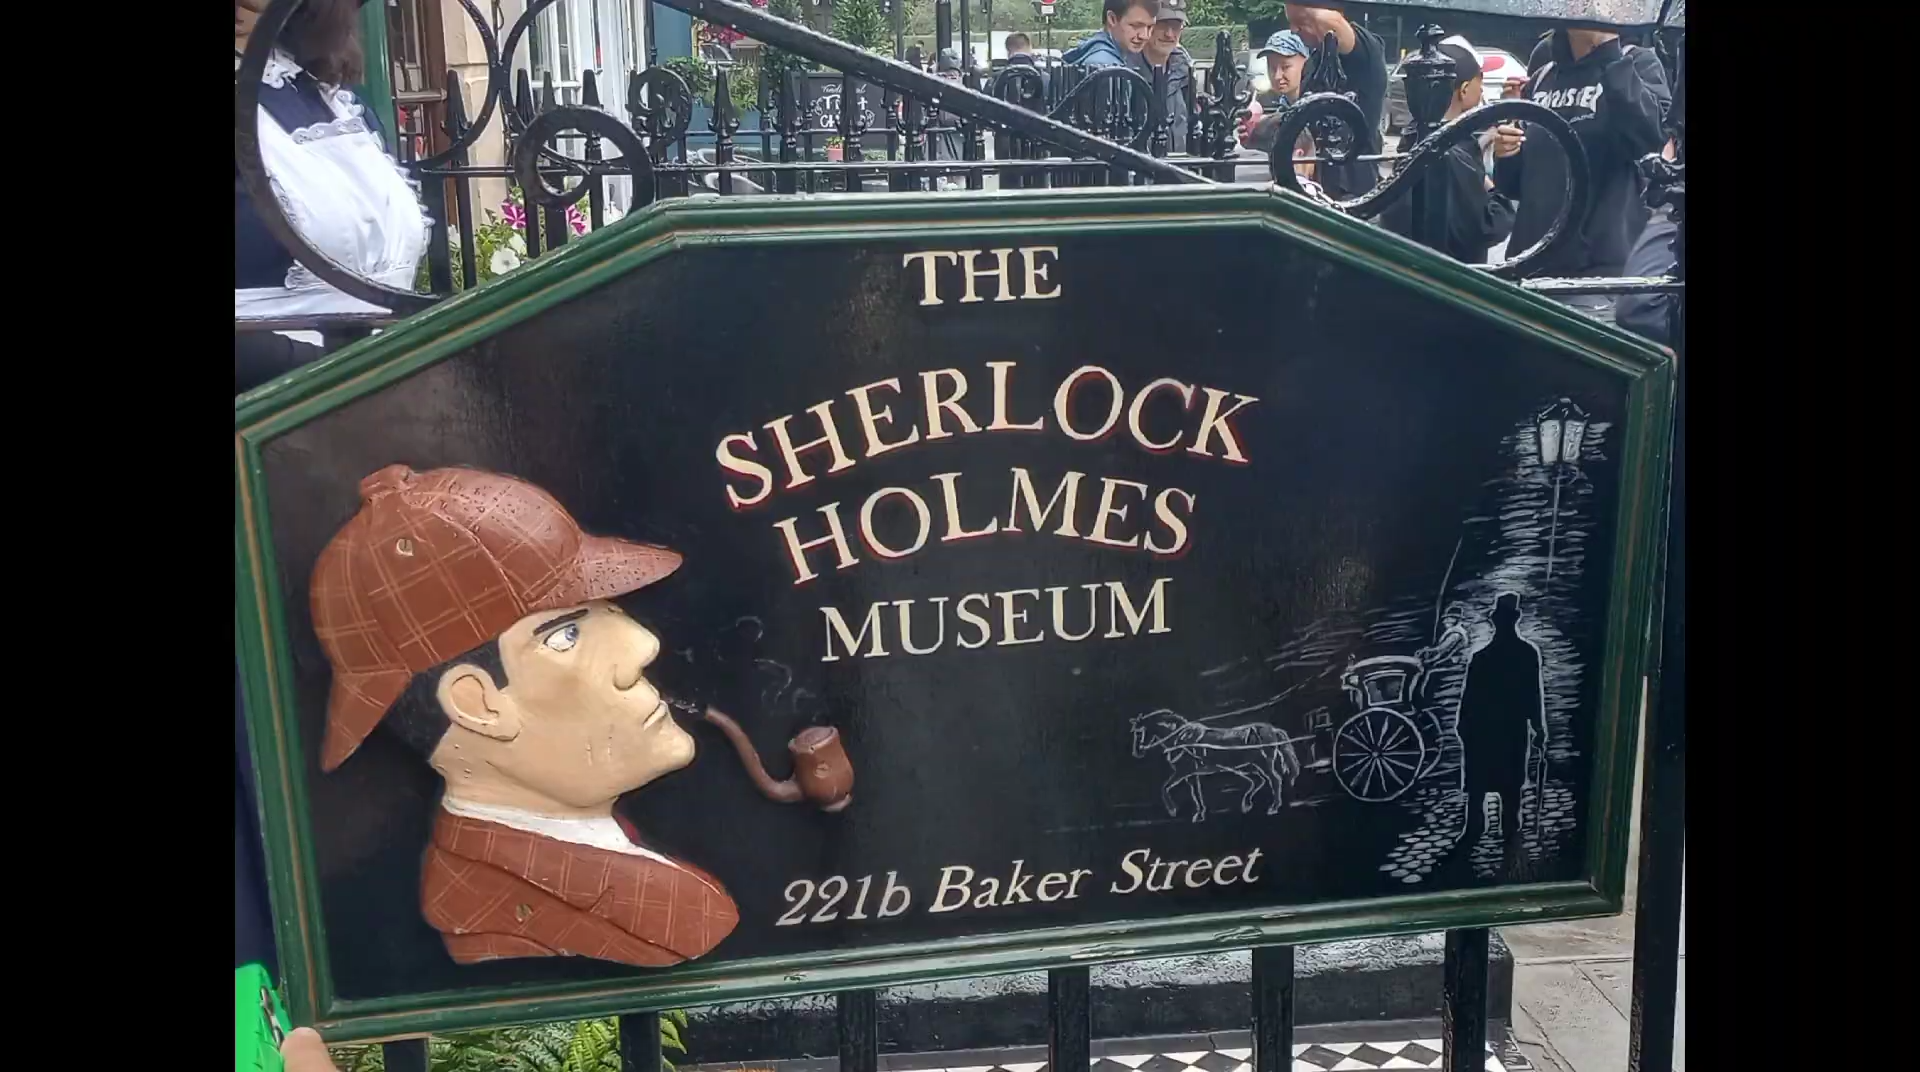 THE
SHERLOCK
HOLMES
MUSEUM
221b Baker Street